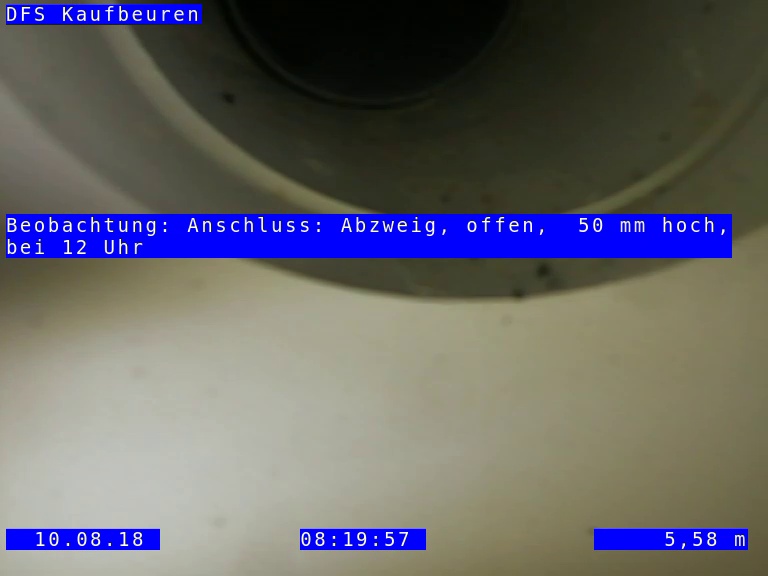 DFS Kaufbeuren
Beobachtung: Anschluss: Abzweig, offen,  50 mm hoch,
bei 12 Uhr
10.08.18
08:19:57
5,58 m